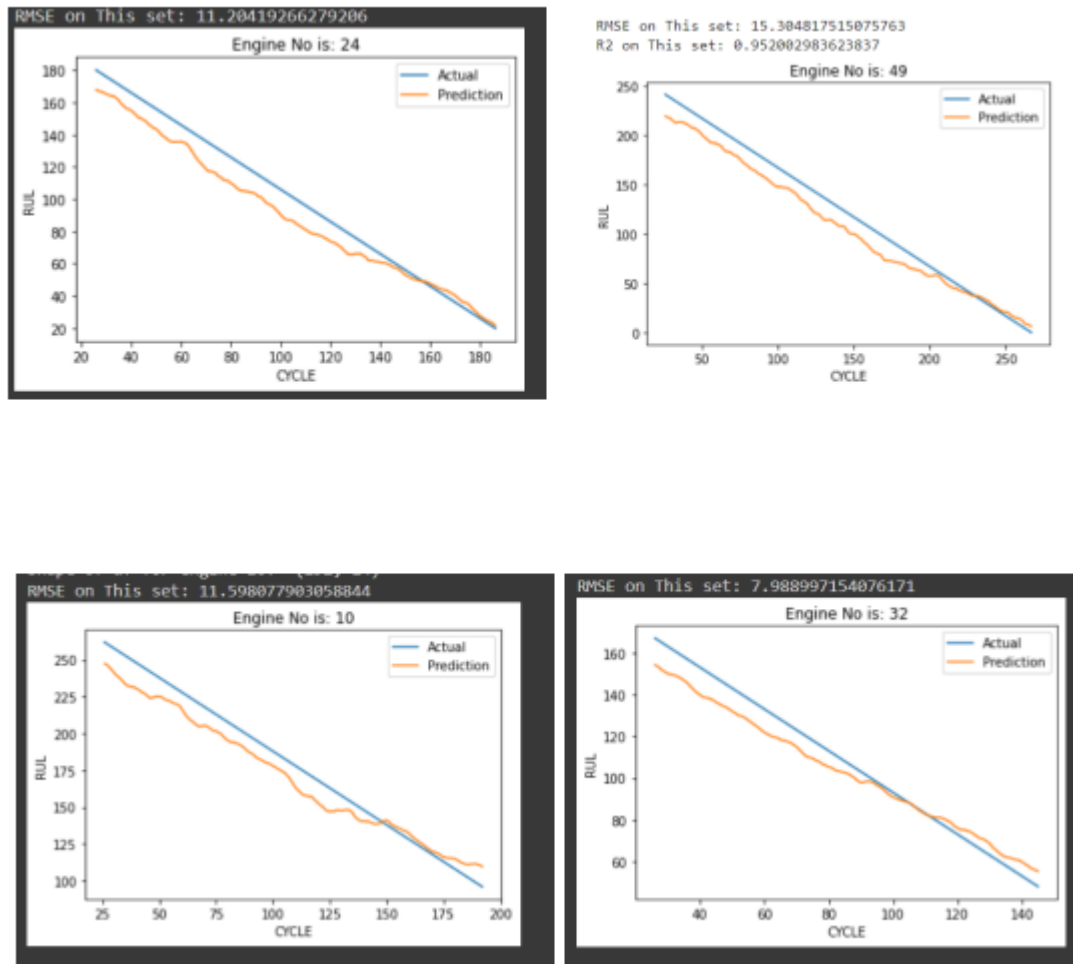 RMSE on This set: 11.20419266279206
Engine No is: 24
Actual
Prediction
180
160
140
120
100
80
60
40
20
RUL
20 40 60 80 100 120 140 160 180
CYCLE
RMSE on This set: 15.304817515075763
R2 on This set: 0.952002983623837
Engine No is: 49
Actual
Prediction
250
200
150
100
50
0
RUL
50 100 150 200 250
CYCLE
RMSE on This set: 11.598077903058844
Engine No is: 10
Actual
Prediction
250
225
200
175
150
125
100
RUL
25 50 75 100 125 150 175 200
CYCLE
RMSE on This set: 7.988997154076171
Engine No is: 32
Actual
Prediction
160
140
120
100
80
60
RUL
40 60 80 100 120 140
CYCLE